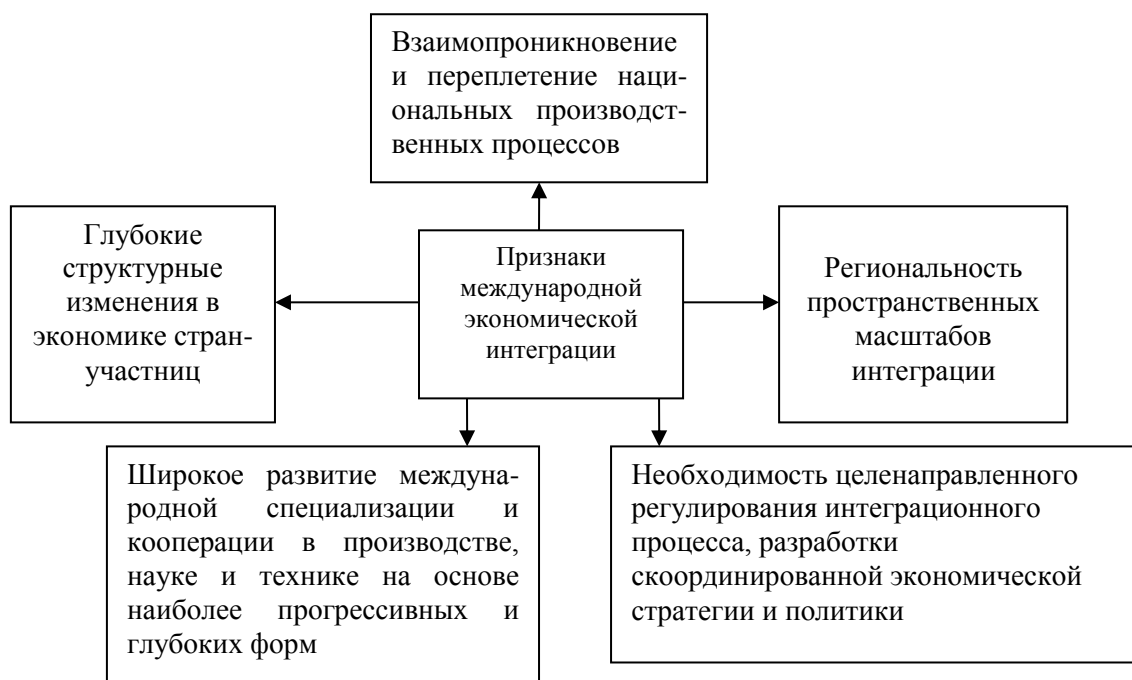 Взаимопроникновение
и переплетение наци-
ональных производст-
венных процессов
Глубокие
структурные
изменения в
экономике стран-
участниц
Признаки
международной
экономической
интеграции
Региональность
пространственных
масштабов
интеграции
Широкое развитие междуна-
родной специализации и
кооперации в производстве,
науке и технике на основе
наиболее прогрессивных и
глубоких форм
Необходимость целенаправленного
регулирования интеграционного
процесса, разработки
скоординированной экономической
стратегии и политики